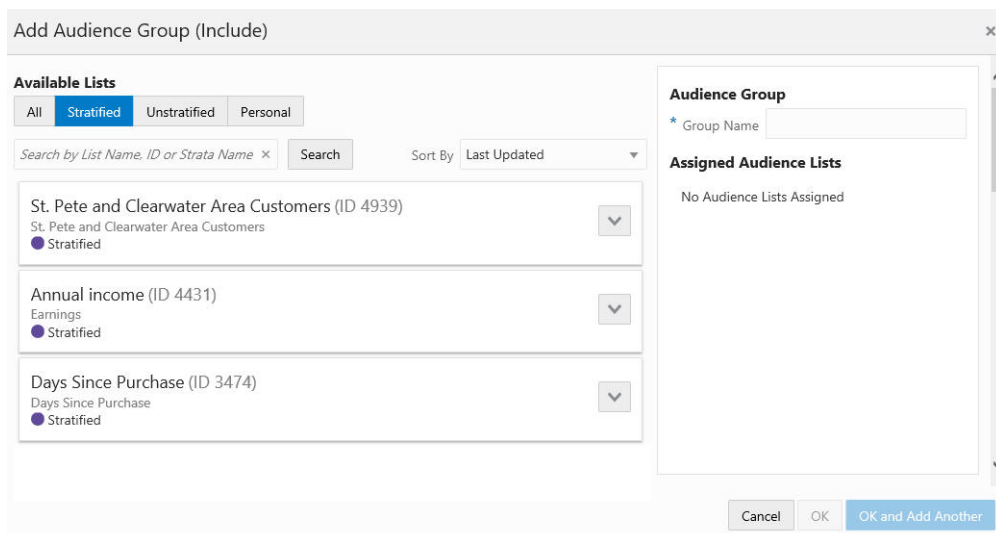 Add Audience Group (Include)
×
Available Lists
All Stratified Unstratified Personal
Search by List Name, ID or Strata Name × Search Sort By Last Updated
St. Pete and Clearwater Area Customers (ID 4939)
St. Pete and Clearwater Area Customers
Stratified
Annual income (ID 4431)
Earnings
Stratified
Days Since Purchase (ID 3474)
Days Since Purchase
Stratified
Audience Group
* Group Name
Assigned Audience Lists
No Audience Lists Assigned
Cancel OK OK and Add Another